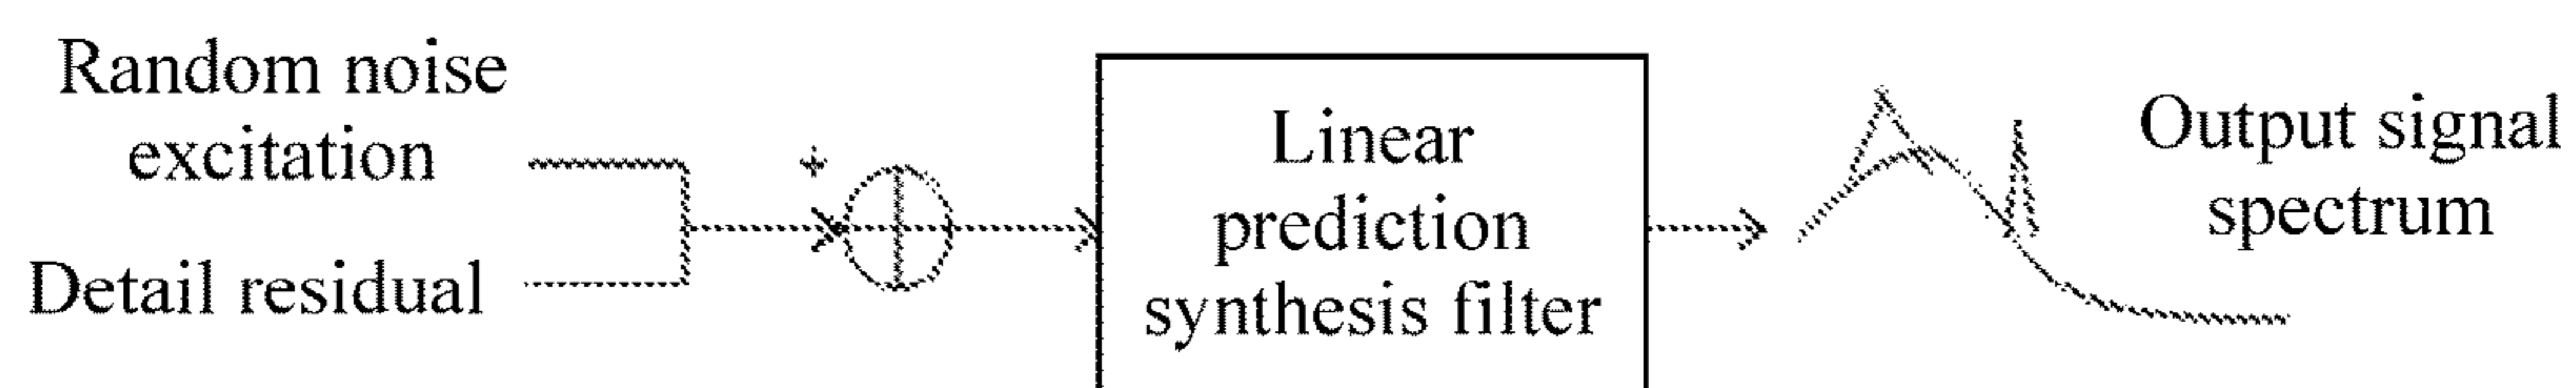 Random noise
excitation
Detail residual
+
Linear
prediction
synthesis filter
Output signal
spectrum